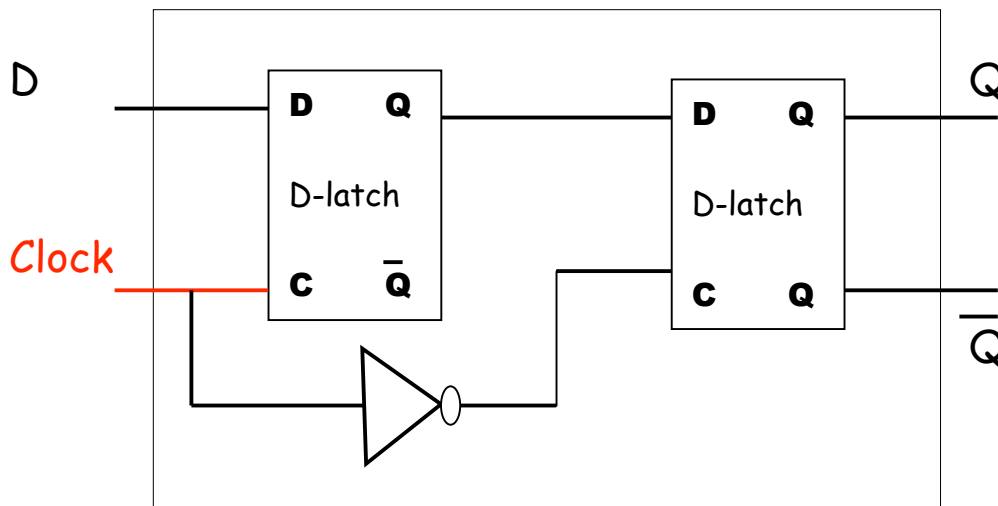 D
D Q
D-latch
C Q̅
Clock
D Q
D-latch
C Q
Q
Q̅